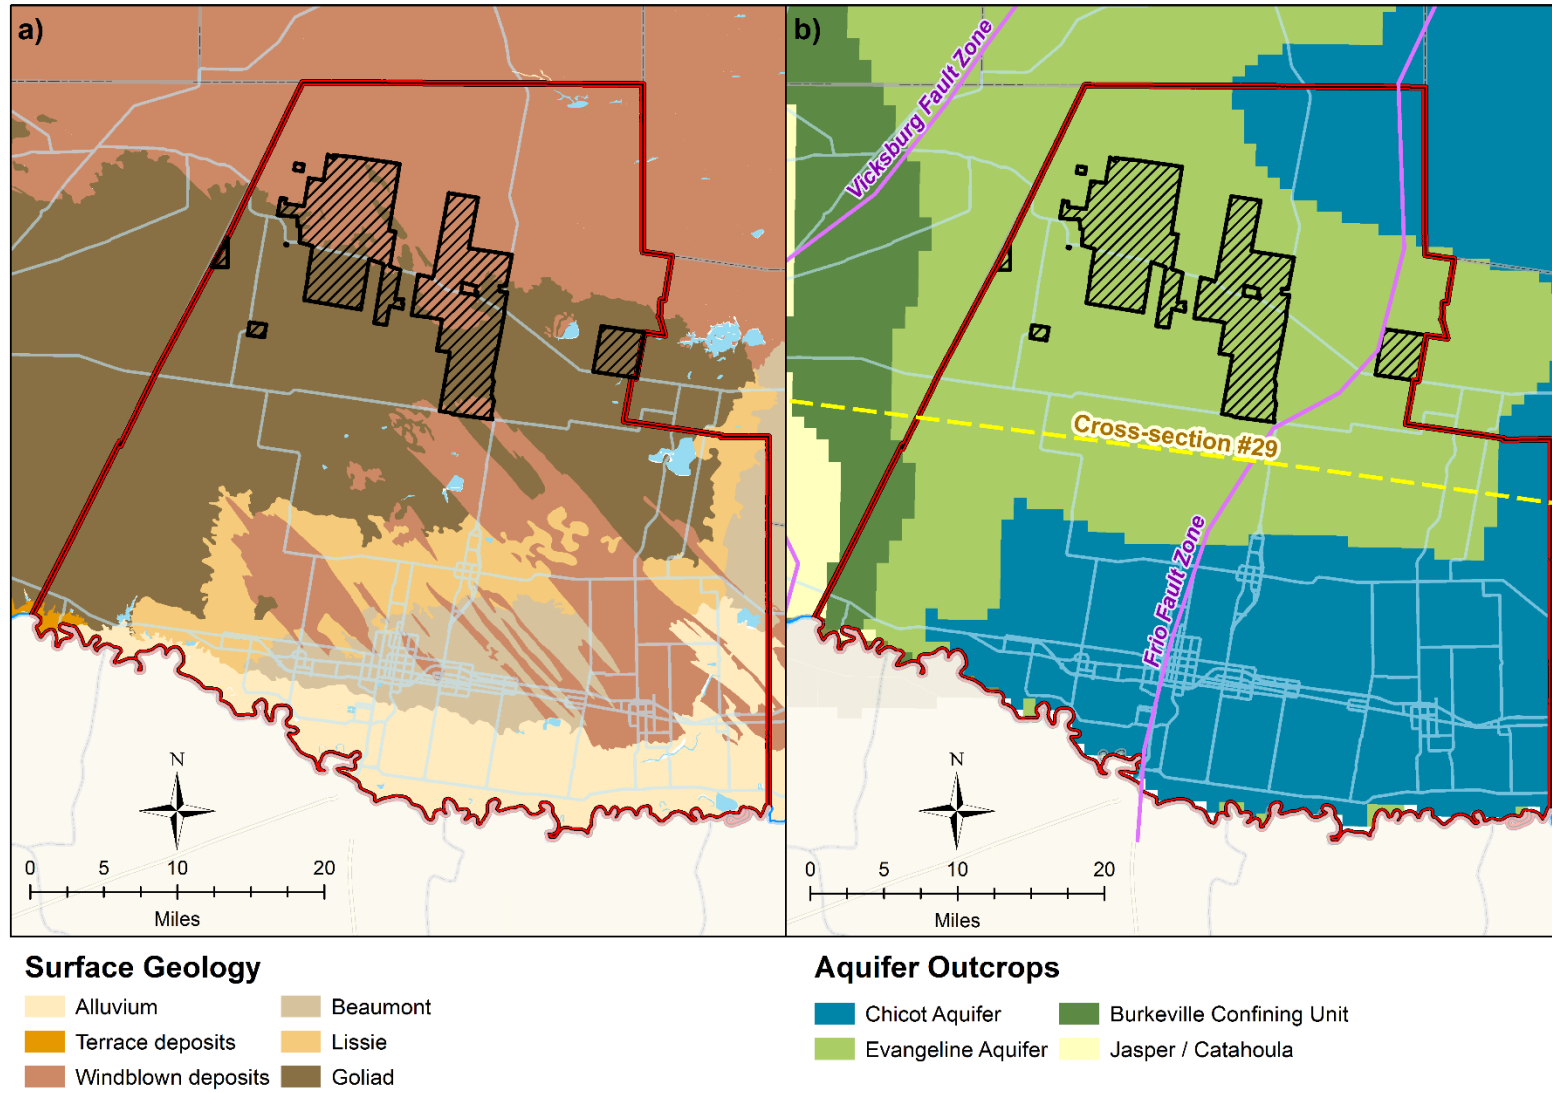 a)
b)
Vicksburg Fault Zone
Cross-section #29
Frio Fault Zone
N
0 5 10 20
Miles
N
0 5 10 20
Miles
Surface Geology
Alluvium
Beaumont
Terrace deposits
Lissie
Windblown deposits
Goliad
Aquifer Outcrops
Chicot Aquifer
Burkeville Confining Unit
Evangeline Aquifer
Jasper / Catahoula